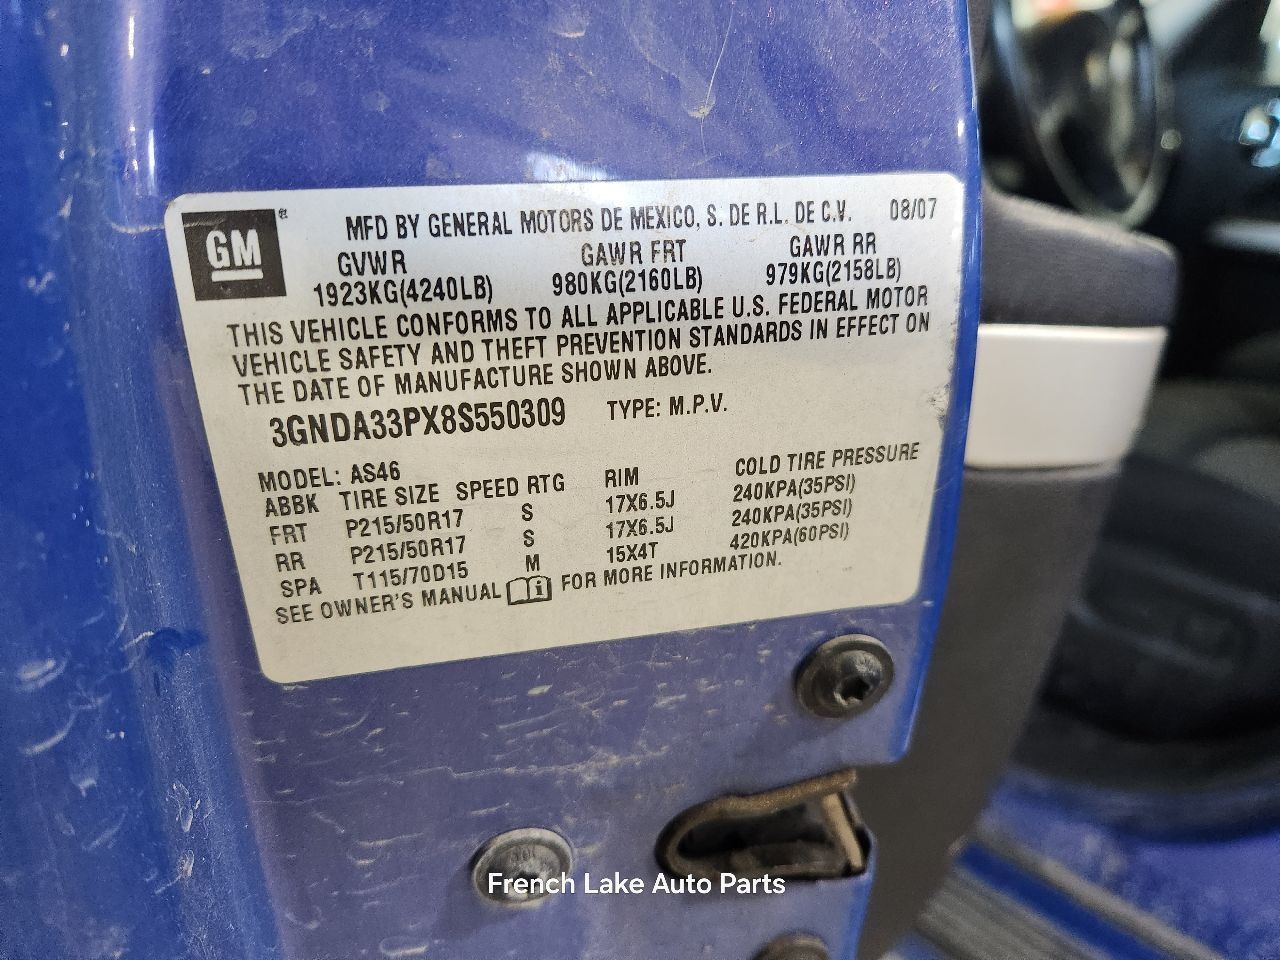 GM
MFD BY GENERAL MOTORS DE MEXICO, S. DE R.L. DE C.V. 08/07
GVWR GAWR FRT GAWR RR
1923KG(4240LB) 980KG(2160LB) 979KG(2158LB)
THIS VEHICLE CONFORMS TO ALL APPLICABLE U.S. FEDERAL MOTOR
VEHICLE SAFETY AND THEFT PREVENTION STANDARDS IN EFFECT ON
THE DATE OF MANUFACTURE SHOWN ABOVE.
3GNDA33PX8S550309 TYPE: M.P.V.
MODEL: AS46
ABBK TIRE SIZE SPEED RTG RIM COLD TIRE PRESSURE
FRT P215/50R17 S 17X6.5J 240KPA(35PSI)
RR P215/50R17 S 17X6.5J 240KPA(35PSI)
SPA T115/70D15 M 15X4T 420KPA(60PSI)
SEE OWNER'S MANUAL FOR MORE INFORMATION.
French Lake Auto Parts